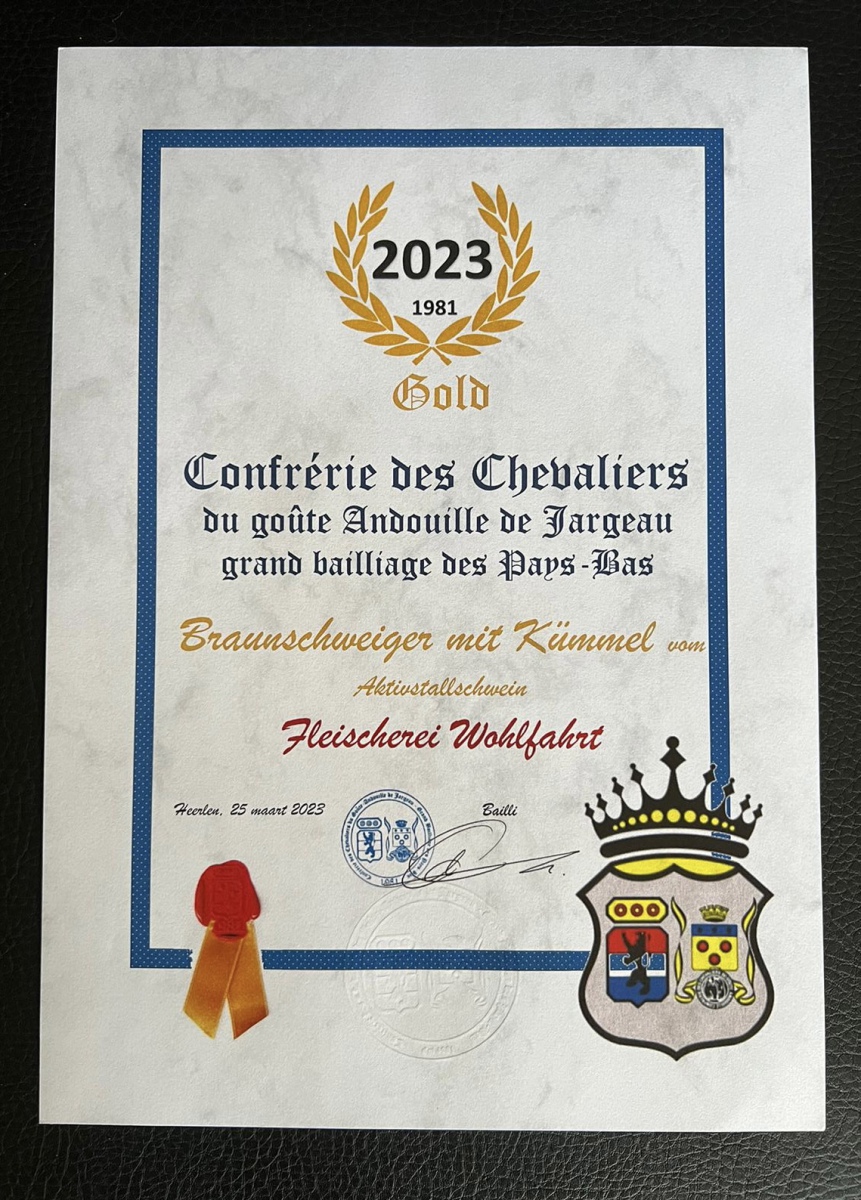 2023
1981
Gold
Confrérie des Chevaliers
du goûte Andouille de Jargeau
grand bailliage des Pays-Bas
Braunschweiger mit Kümmel vom
Aktivstallschwein
Fleischerei Wohlfahrt
Heerlen, 25 maart 2023
Bailli